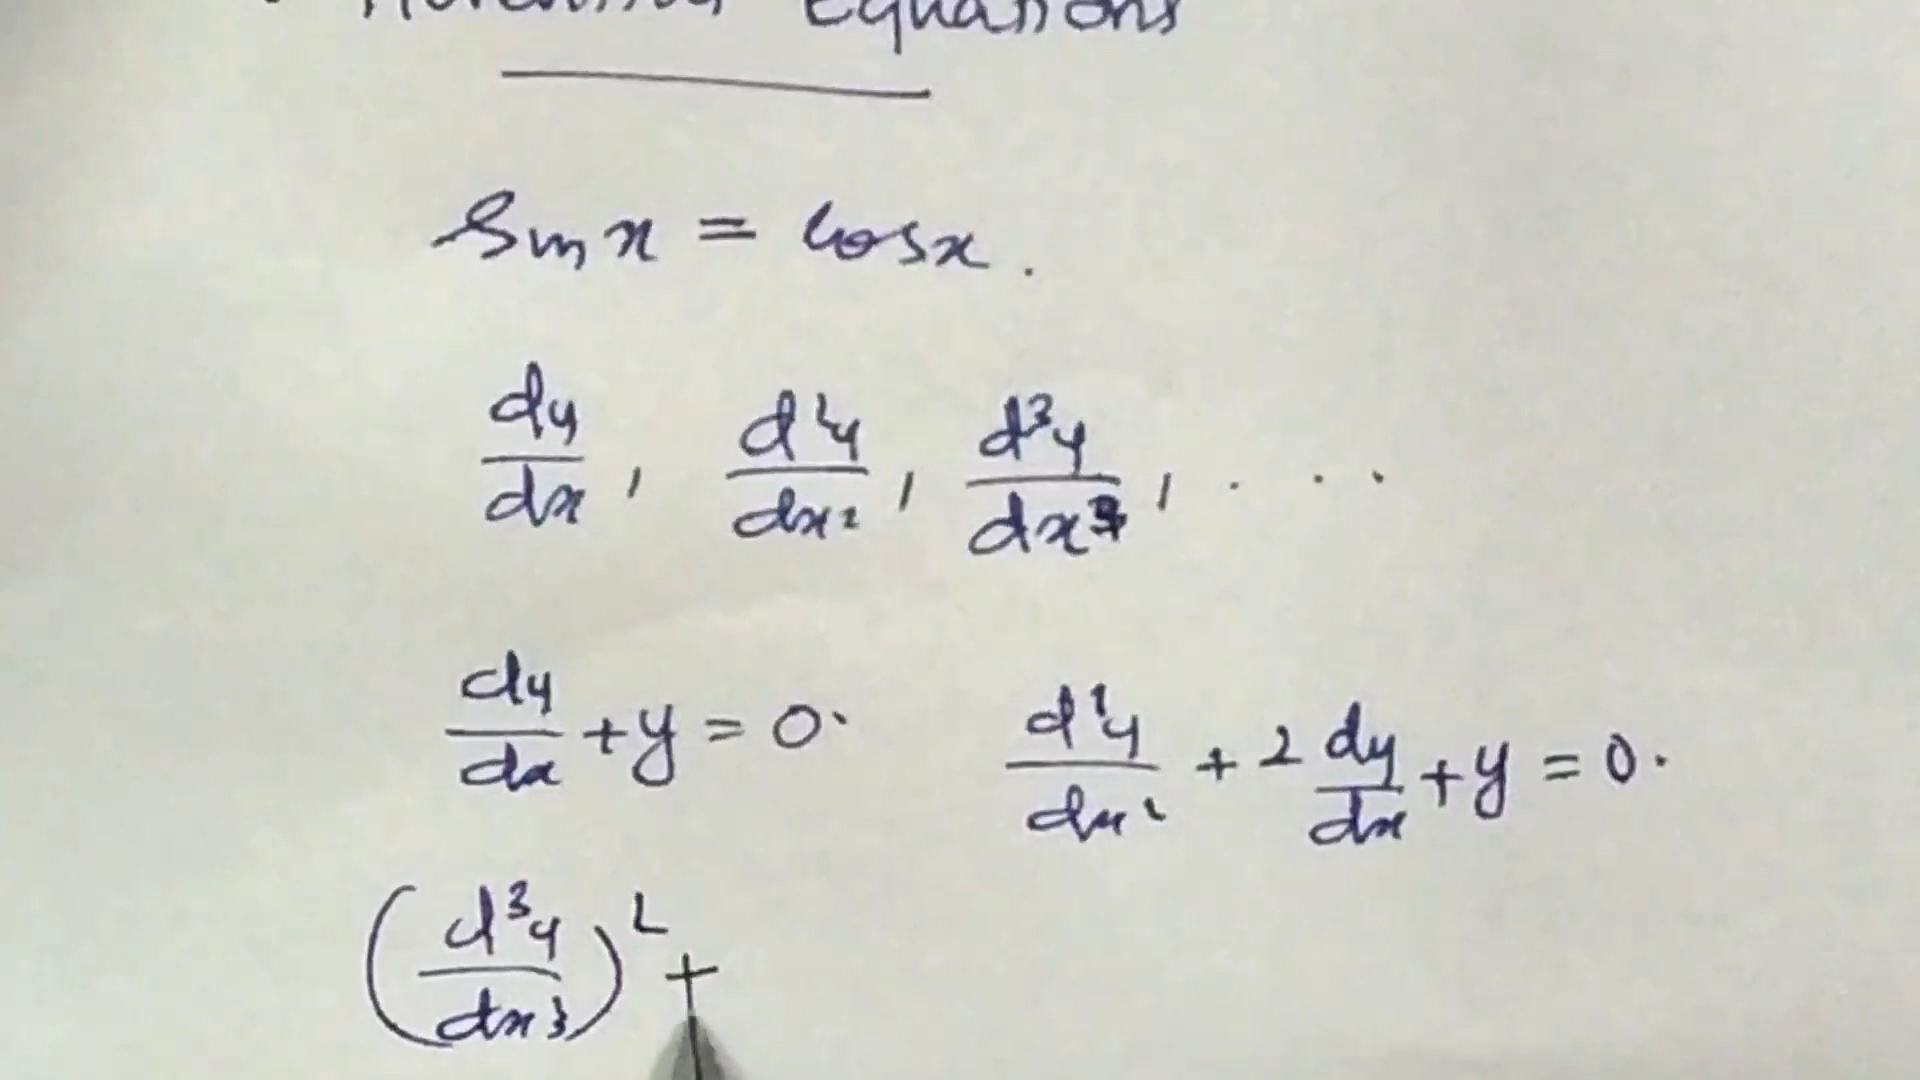 Equations
Sin x = cos x.
dy/dx, d²y/dx², d³y/dx³, . . . .
dy/dx + y = 0. d²y/dx² + 2 dy/dx + y = 0.
(d³y/dx³)² +